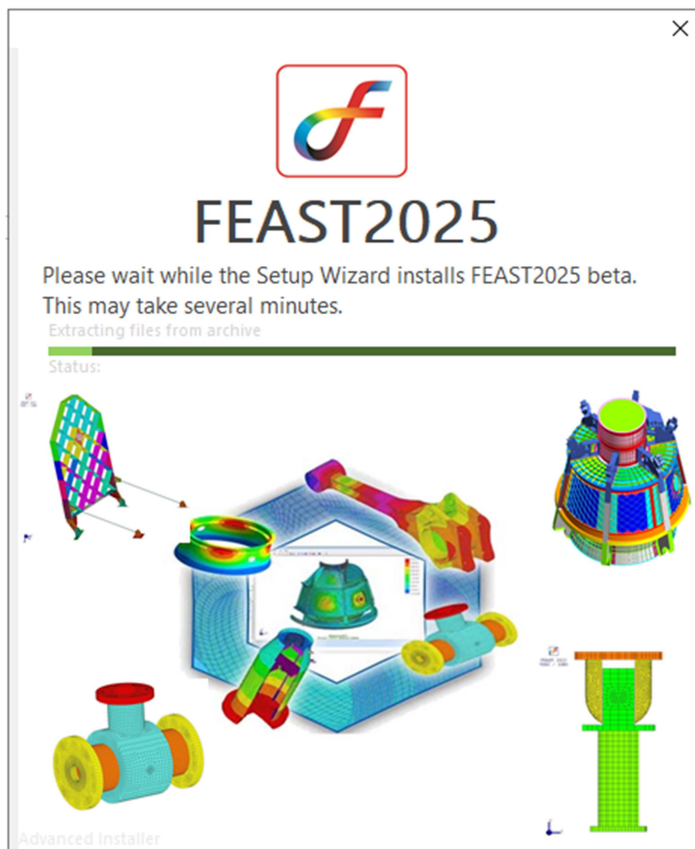 FEAST2025
Please wait while the Setup Wizard installs FEAST2025 beta.
This may take several minutes.
Extracting files from archive
Status:
Advanced Installer